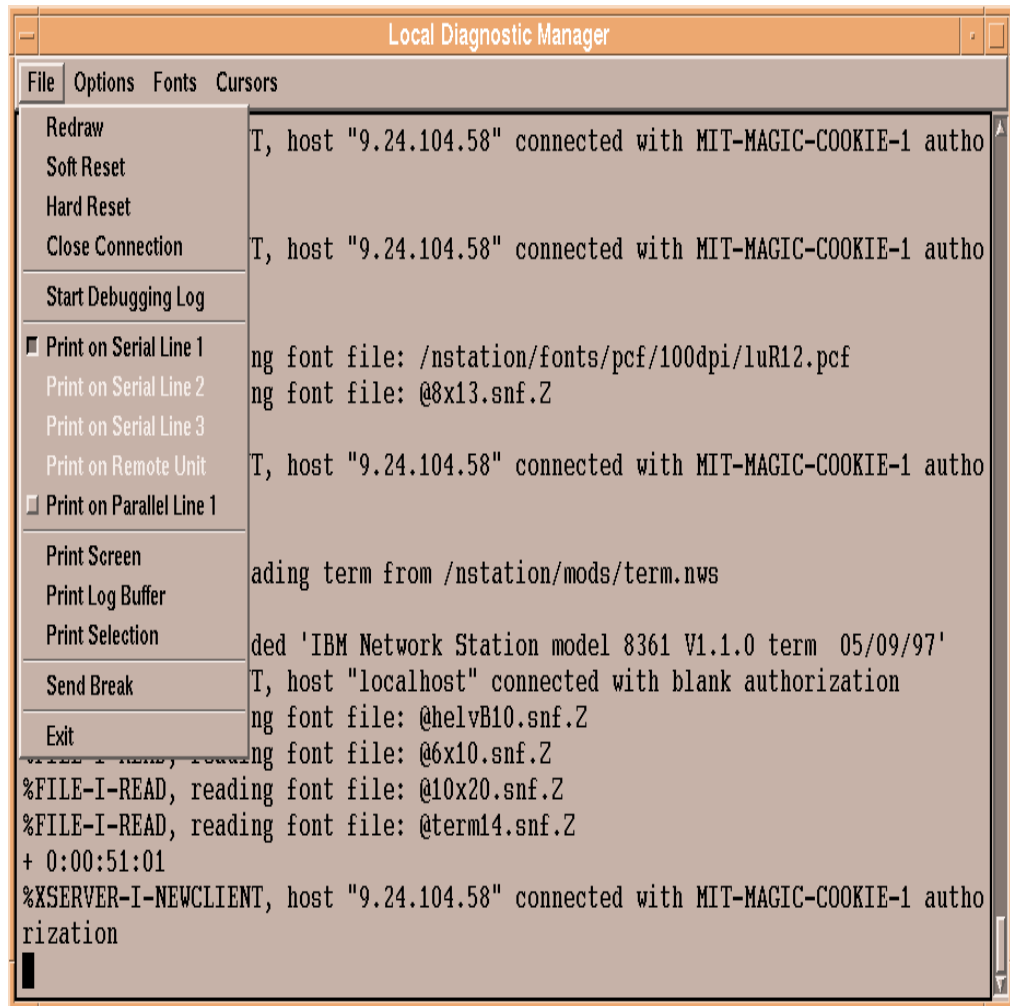 Local Diagnostic Manager
File Options Fonts Cursors
Redraw
Soft Reset
Hard Reset
Close Connection
Start Debugging Log
Print on Serial Line 1
Print on Serial Line 2
Print on Serial Line 3
Print on Remote Unit
Print on Parallel Line 1
Print Screen
Print Log Buffer
Print Selection
Send Break
Exit
T, host "9.24.104.58" connected with MIT-MAGIC-COOKIE-1 autho
T, host "9.24.104.58" connected with MIT-MAGIC-COOKIE-1 autho
ng font file: /nstation/fonts/pcf/100dpi/luR12.pcf
ng font file: @8x13.snf.Z
T, host "9.24.104.58" connected with MIT-MAGIC-COOKIE-1 autho
ading term from /nstation/mods/term.nws
ded 'IBM Network Station model 8361 V1.1.0 term  05/09/97'
T, host "localhost" connected with blank authorization
ng font file: @helvB10.snf.Z
ng font file: @6x10.snf.Z
%FILE-I-READ, reading font file: @10x20.snf.Z
%FILE-I-READ, reading font file: @term14.snf.Z
+ 0:00:51:01
%XSERVER-I-NEWCLIENT, host "9.24.104.58" connected with MIT-MAGIC-COOKIE-1 autho
rization